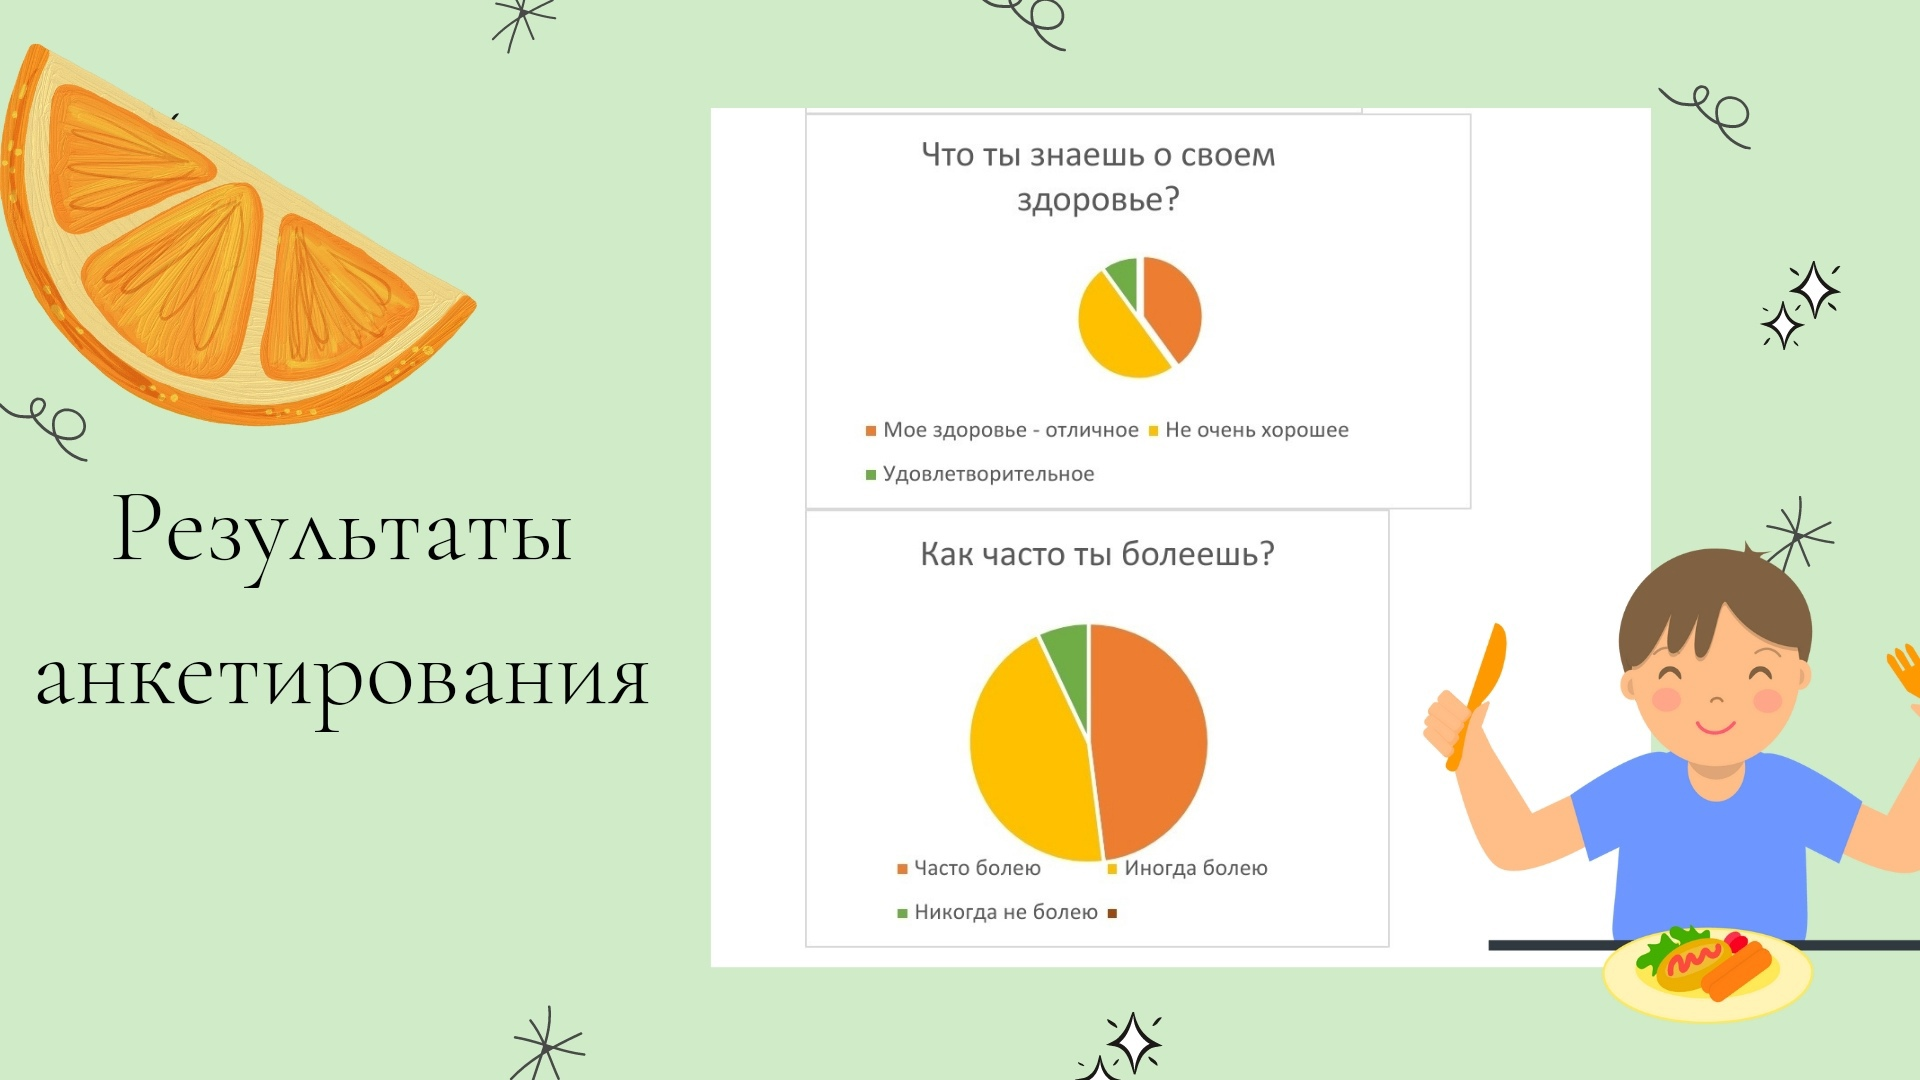 Результаты
анкетирования
Что ты знаешь о своем
здоровье?
Мое здоровье - отличное Не очень хорошее
Удовлетворительное
Как часто ты болеешь?
Часто болею Иногда болею
Никогда не болею